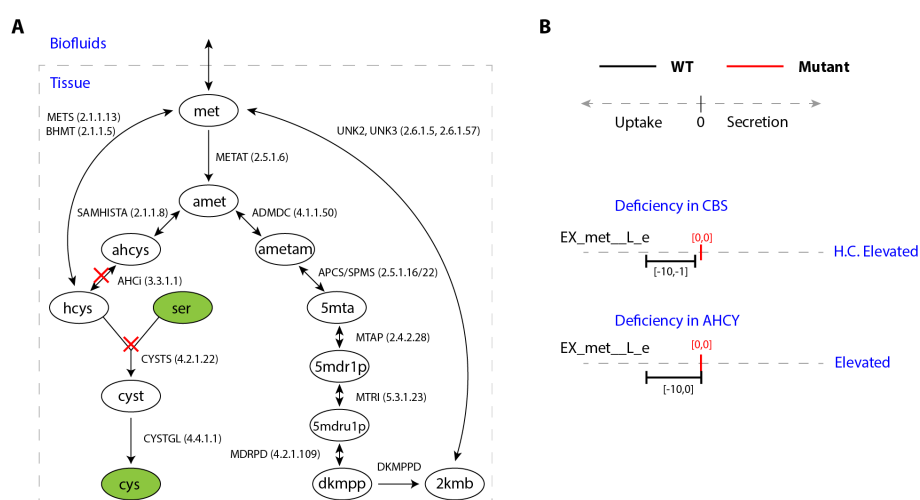 A
Biofluids
Tissue
met
METS (2.1.1.13)
BHMT (2.1.1.5)
UNK2, UNK3 (2.6.1.5, 2.6.1.57)
METAT (2.5.1.6)
amet
SAMHISTA (2.1.1.8)
ADMDC (4.1.1.50)
ahcys
ametam
AHCi (3.3.1.1)
APCS/SPMS (2.5.1.16/22)
hcys
ser
5mta
MTAP (2.4.2.28)
CYSTS (4.2.1.22)
5mdr1p
cyst
MTRI (5.3.1.23)
5mdru1p
CYSTGL (4.4.1.1)
MDRPD (4.2.1.109)
DKMPPD
cys
dkmpp
2kmb
B
WT
Mutant
Uptake
0
Secretion
Deficiency in CBS
EX_met__L_e
[0,0]
H.C. Elevated
[-10,-1]
Deficiency in AHCY
EX_met__L_e
[0,0]
Elevated
[-10,0]